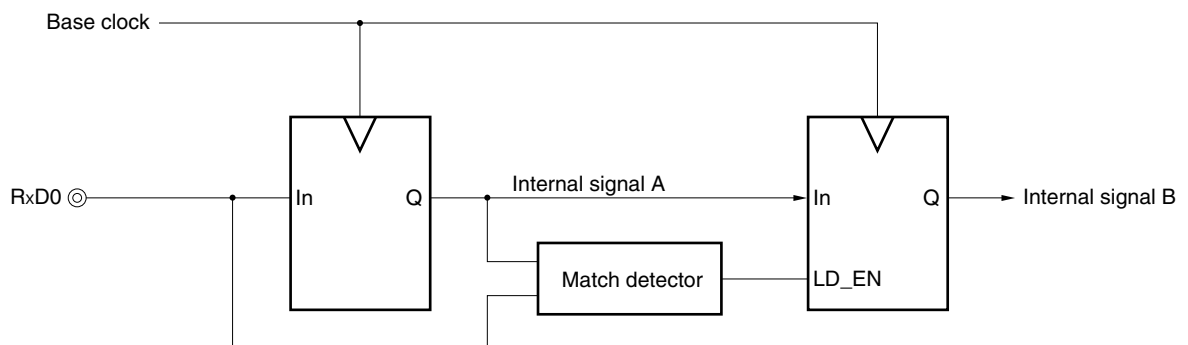 Base clock
RxD0
In
Q
Internal signal A
In
Q
Internal signal B
Match detector
LD_EN